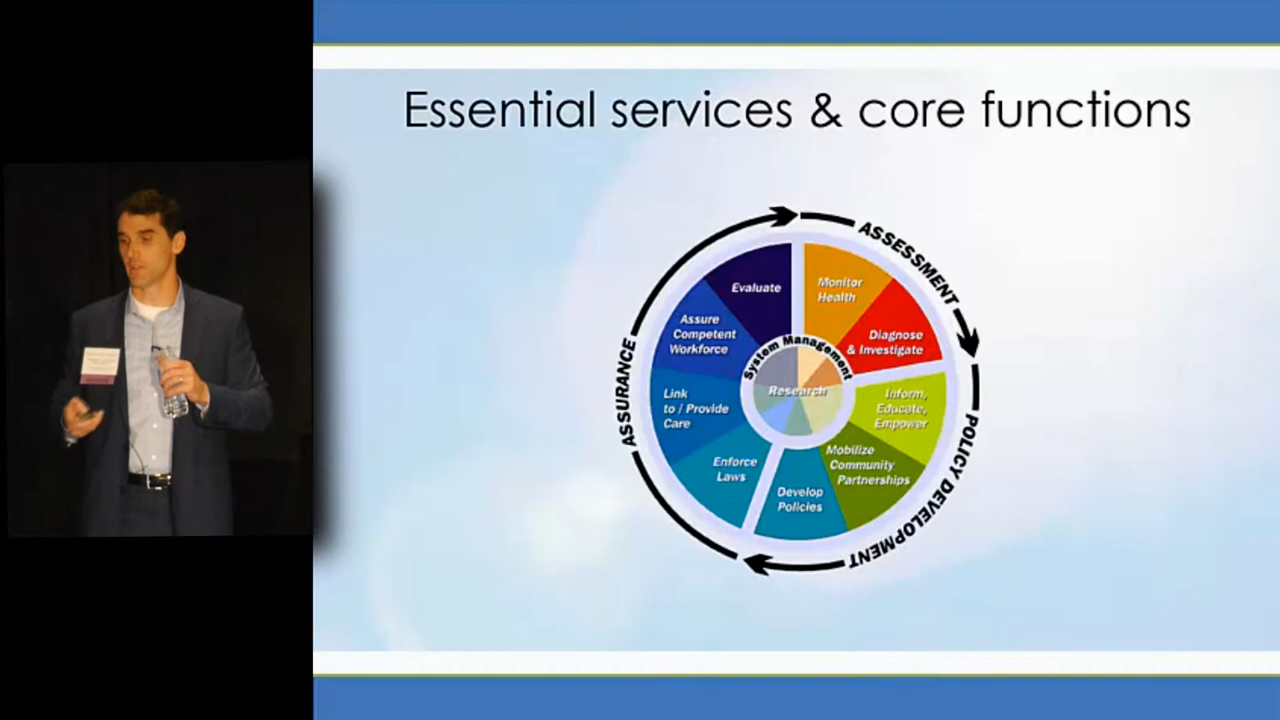 Essential services & core functions
ASSESSMENT
Monitor
Health
Diagnose
& Investigate
POLICY DEVELOPMENT
Inform,
Educate,
Empower
Mobilize
Community
Partnerships
Develop
Policies
ASSURANCE
Enforce
Laws
Link
to / Provide
Care
Assure
Competent
Workforce
Evaluate
System Management
Research